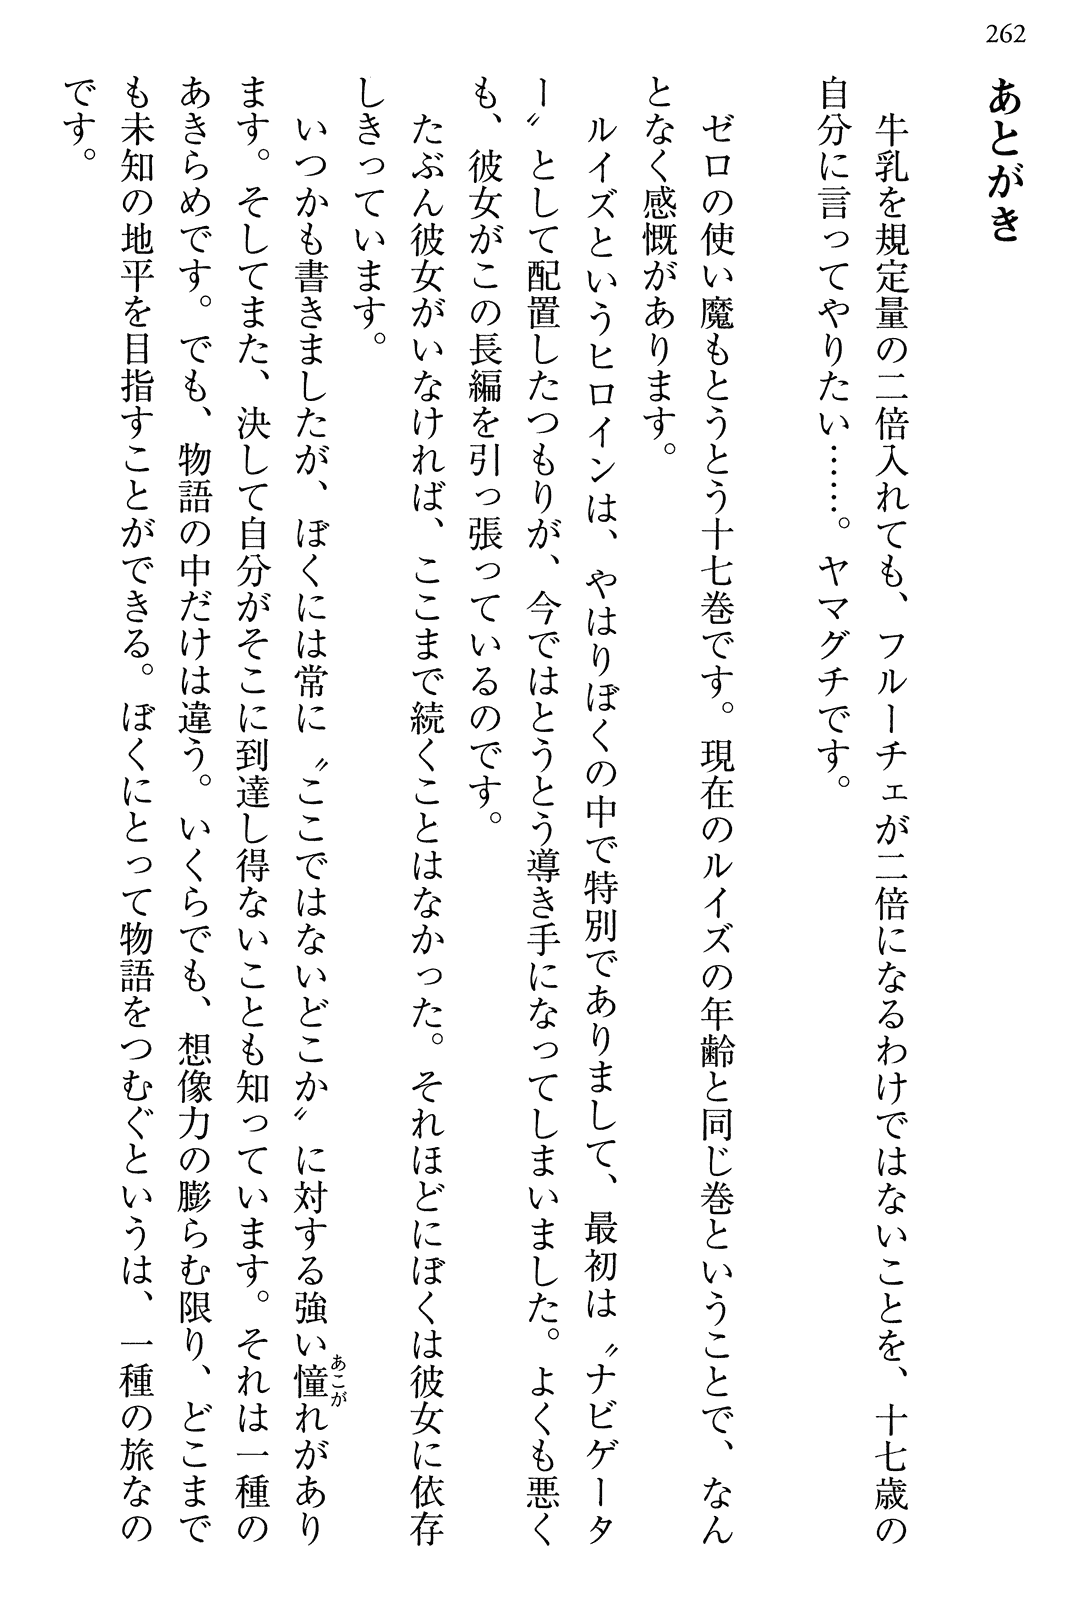 262
あとがき
　牛乳を規定量の二倍入れても、フルーチェが二倍になるわけではないことを、十七歳の
自分に言ってやりたい……。ヤマグチです。
　ゼロの使い魔もとうとう十七巻です。現在のルイズの年齢と同じ巻ということで、なん
となく感慨があります。
　ルイズというヒロインは、やはりぼくの中で特別でありまして、最初は〝ナビゲータ
ー〟として配置したつもりが、今ではとうとう導き手になってしまいました。よくも悪く
も、彼女がこの長編を引っ張っているのです。
　たぶん彼女がいなければ、ここまで続くことはなかった。それほどにぼくは彼女に依存
しきっています。
　いつかも書きましたが、ぼくには常に〝ここではないどこか〟に対する強い憧(あこが)れがあり
ます。そしてまた、決して自分がそこに到達し得ないことも知っています。それは一種の
あきらめです。でも、物語の中だけは違う。いくらでも、想像力の膨らむ限り、どこまで
も未知の地平を目指すことができる。ぼくにとって物語をつむぐというは、一種の旅なの
です。